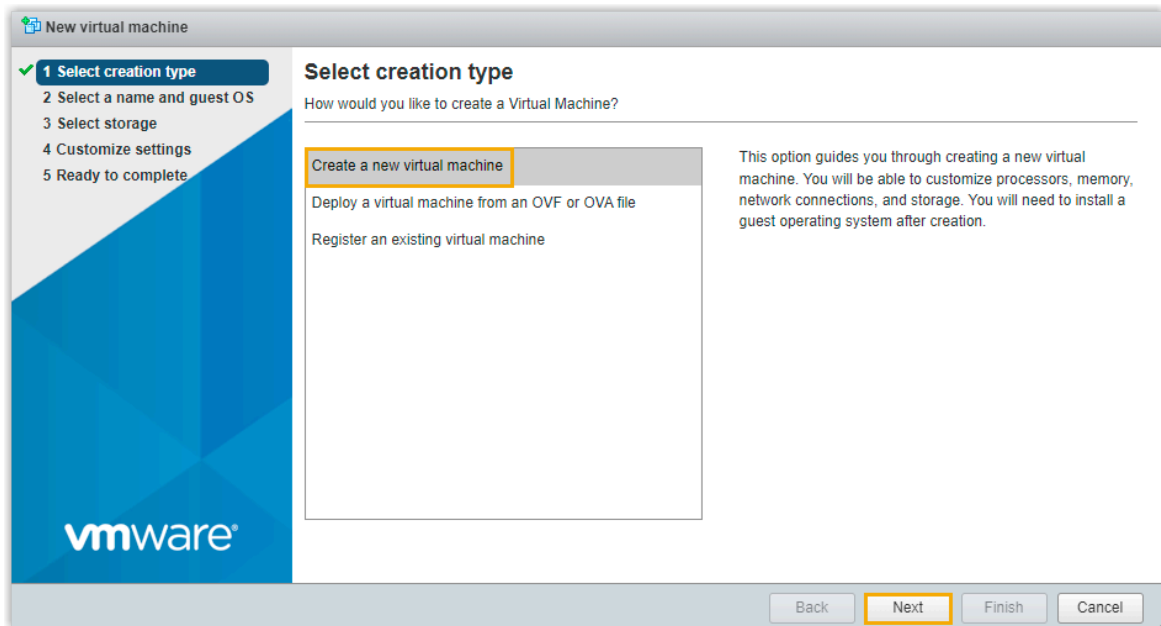 New virtual machine
1 Select creation type
2 Select a name and guest OS
3 Select storage
4 Customize settings
5 Ready to complete
vmware®
Select creation type
How would you like to create a Virtual Machine?
Create a new virtual machine
Deploy a virtual machine from an OVF or OVA file
Register an existing virtual machine
This option guides you through creating a new virtual
machine. You will be able to customize processors, memory,
network connections, and storage. You will need to install a
guest operating system after creation.
Back
Next
Finish
Cancel